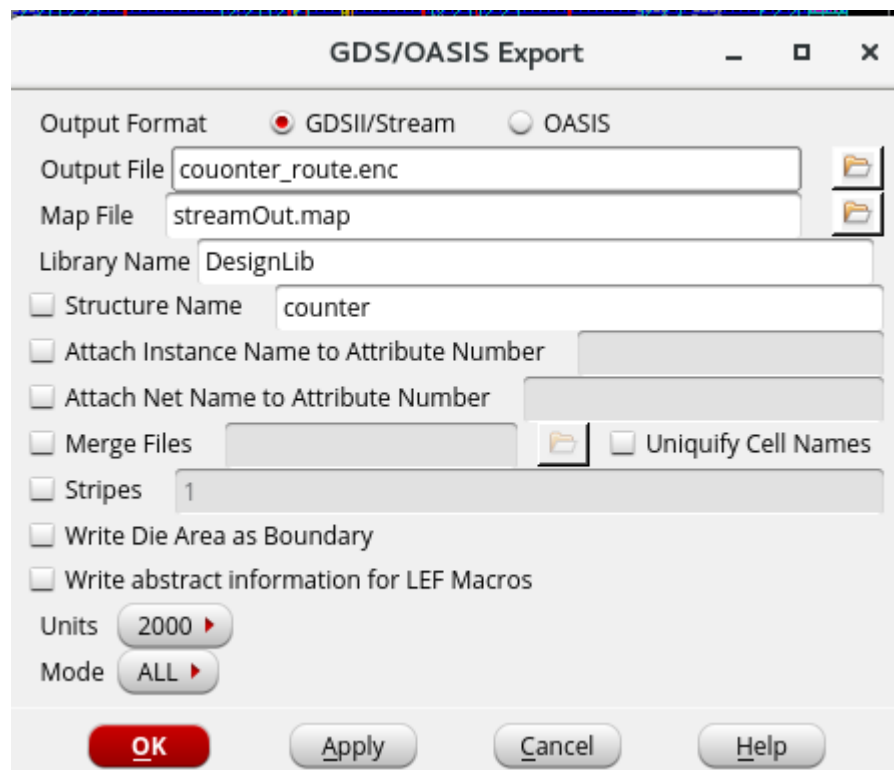 GDS/OASIS Export
Output Format GDSII/Stream OASIS
Output File couonter_route.enc
Map File streamOut.map
Library Name DesignLib
Structure Name counter
Attach Instance Name to Attribute Number
Attach Net Name to Attribute Number
Merge Files Uniquify Cell Names
Stripes 1
Write Die Area as Boundary
Write abstract information for LEF Macros
Units 2000
Mode ALL
OK Apply Cancel Help